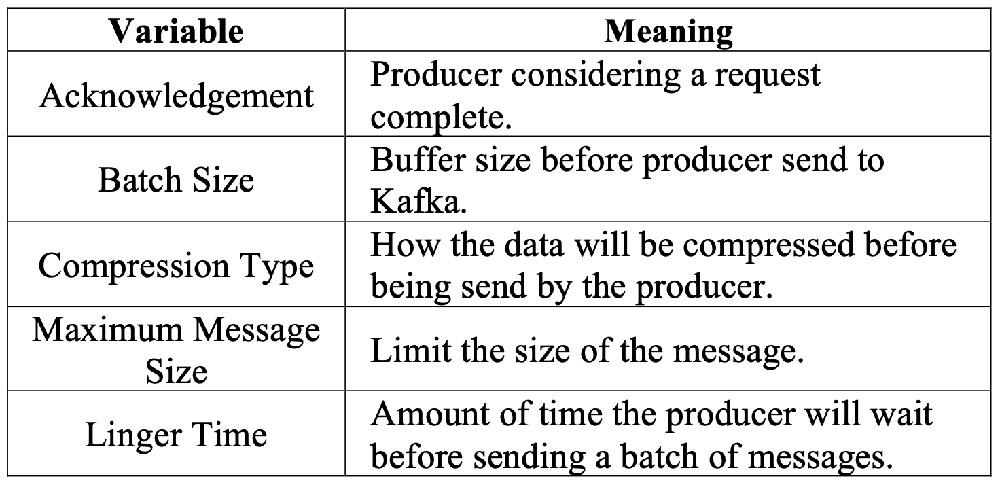 Variable
Meaning
Acknowledgement
Producer considering a request
complete.
Batch Size
Buffer size before producer send to
Kafka.
Compression Type
How the data will be compressed before
being send by the producer.
Maximum Message
Size
Limit the size of the message.
Linger Time
Amount of time the producer will wait
before sending a batch of messages.